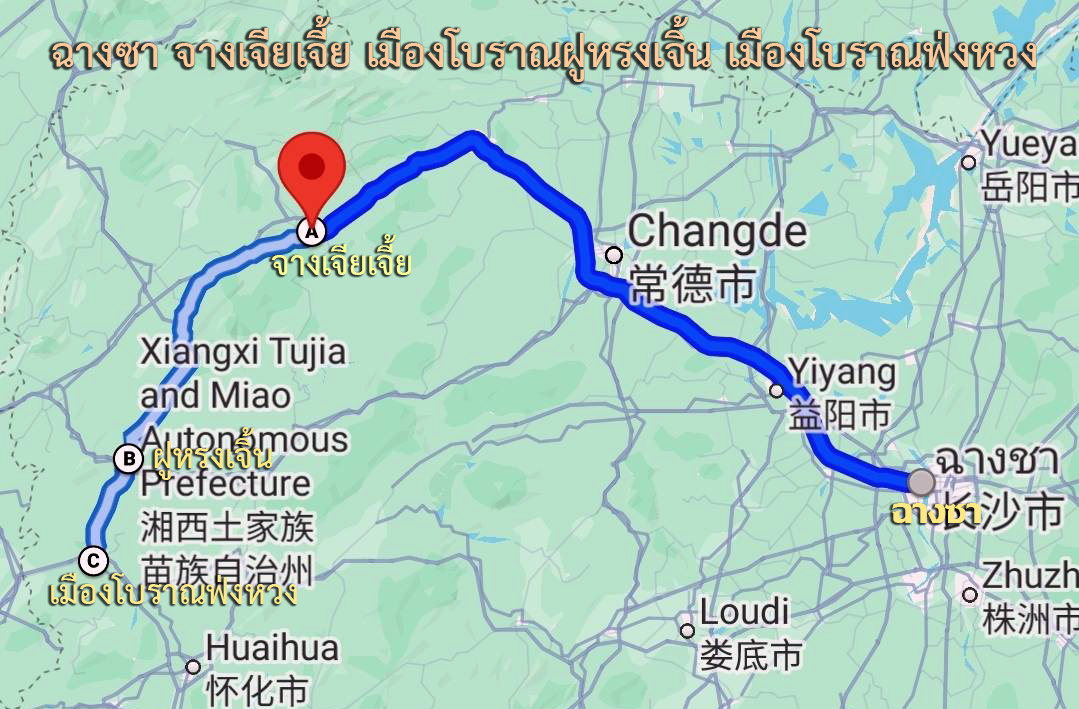 ฉางซา จางเจียเจี้ย เมืองโบราณฝูหรงเจิ้น เมืองโบราณฟ่งหวง
Yueya
岳阳市
A
จางเจียเจี้ย
Changde
常德市
Xiangxi Tujia
and Miao
Autonomous
Prefecture
湘西土家族
苗族自治州
B
ฝูหรงเจิ้น
Yiyang
益阳市
ฉางชา
长沙市
ฉางซา
C
เมืองโบราณฟ่งหวง
Zhuzh
株洲市
Loudi
娄底市
Huaihua
怀化市